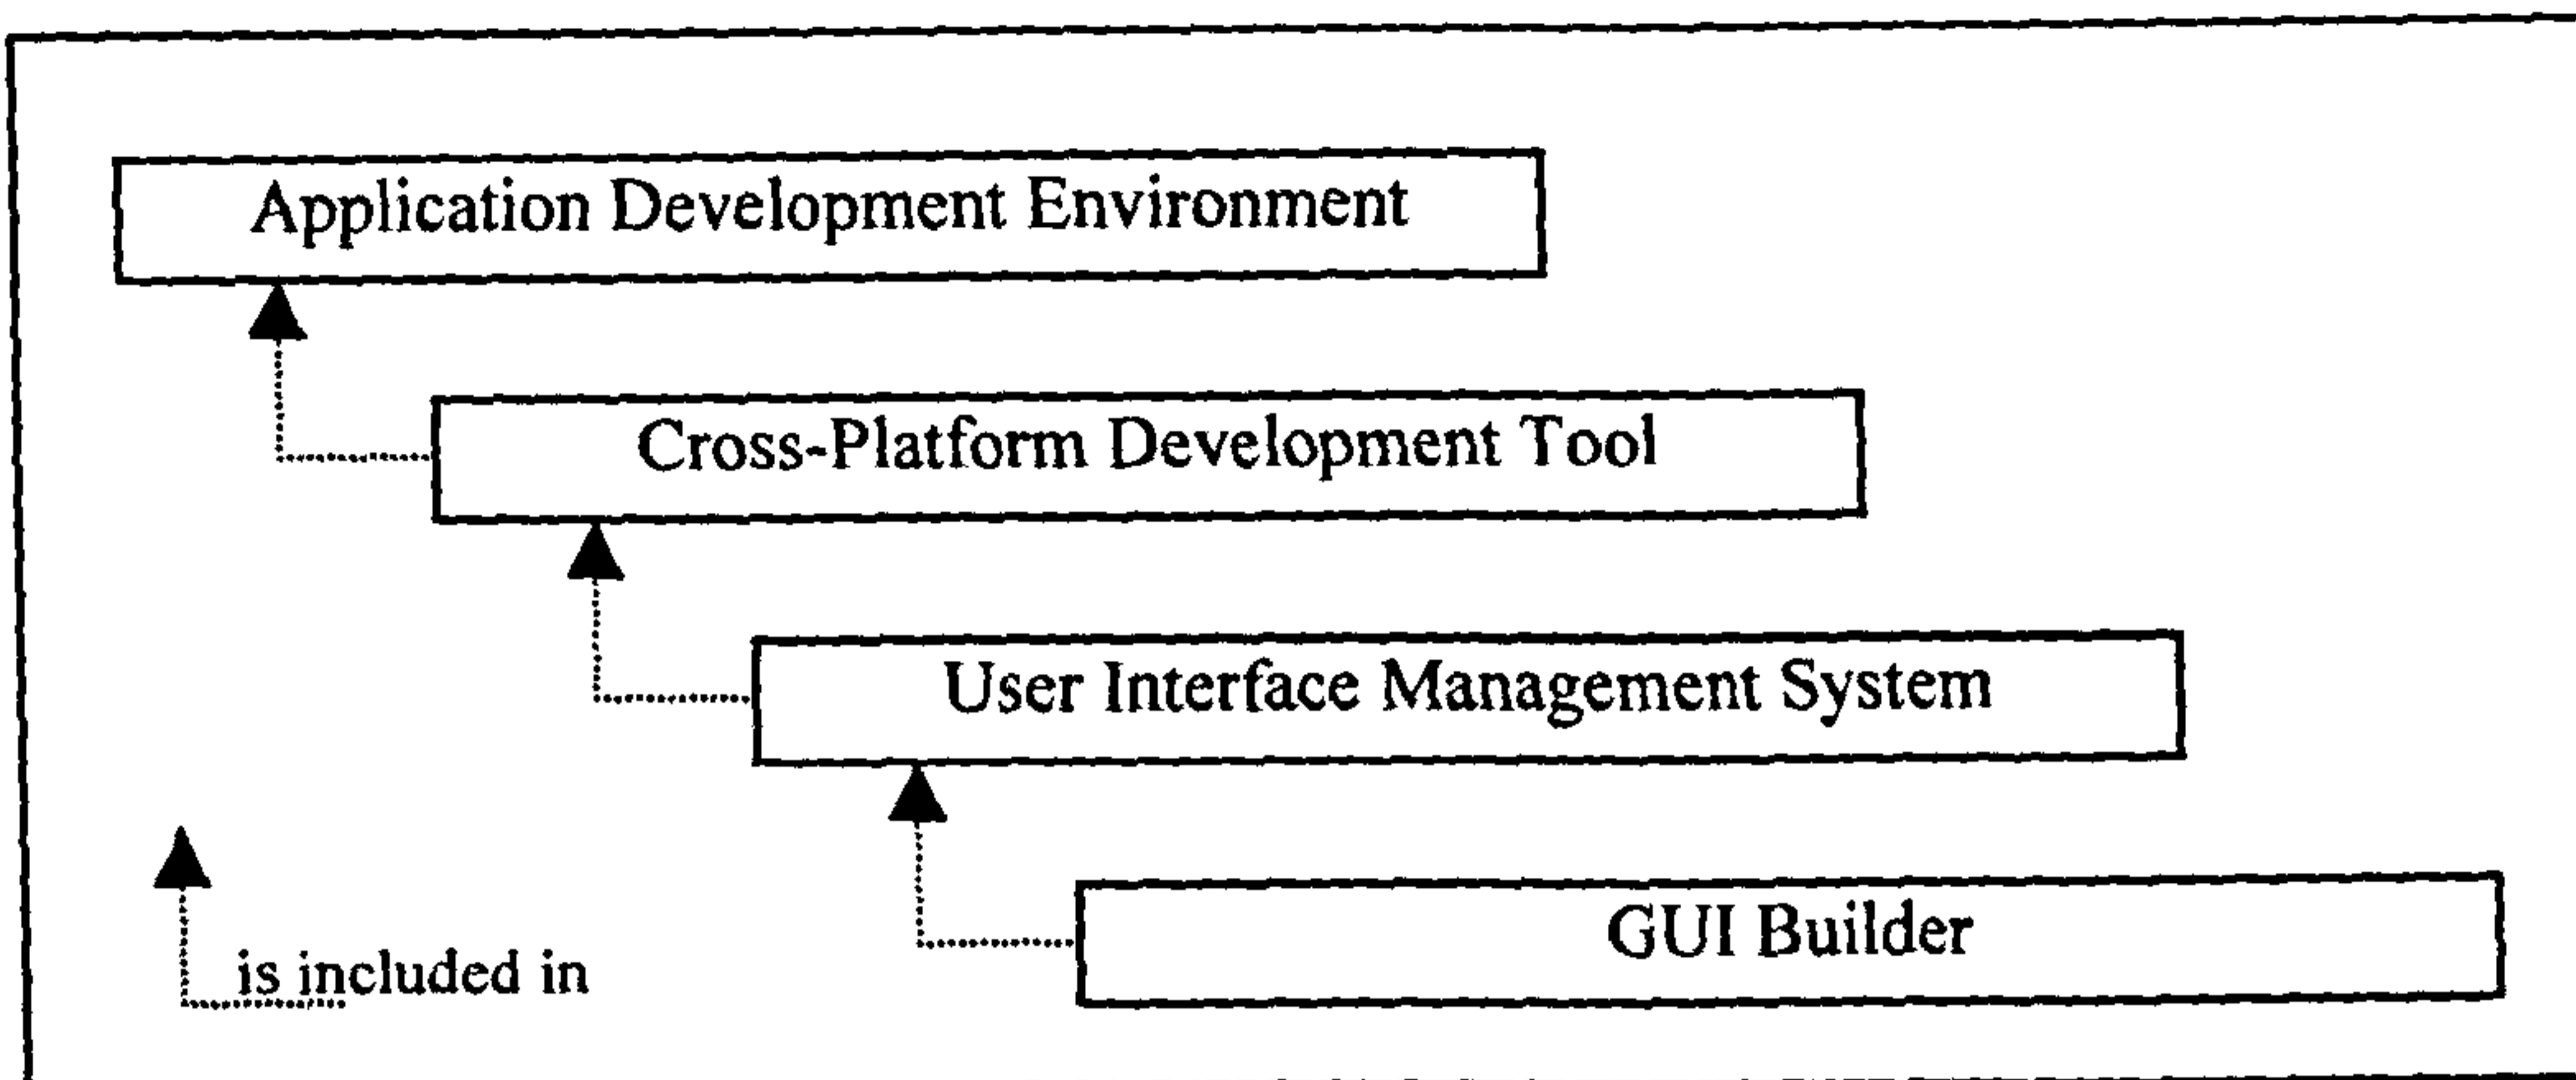 Application Development Environment
Cross-Platform Development Tool
User Interface Management System
GUI Builder
is included in